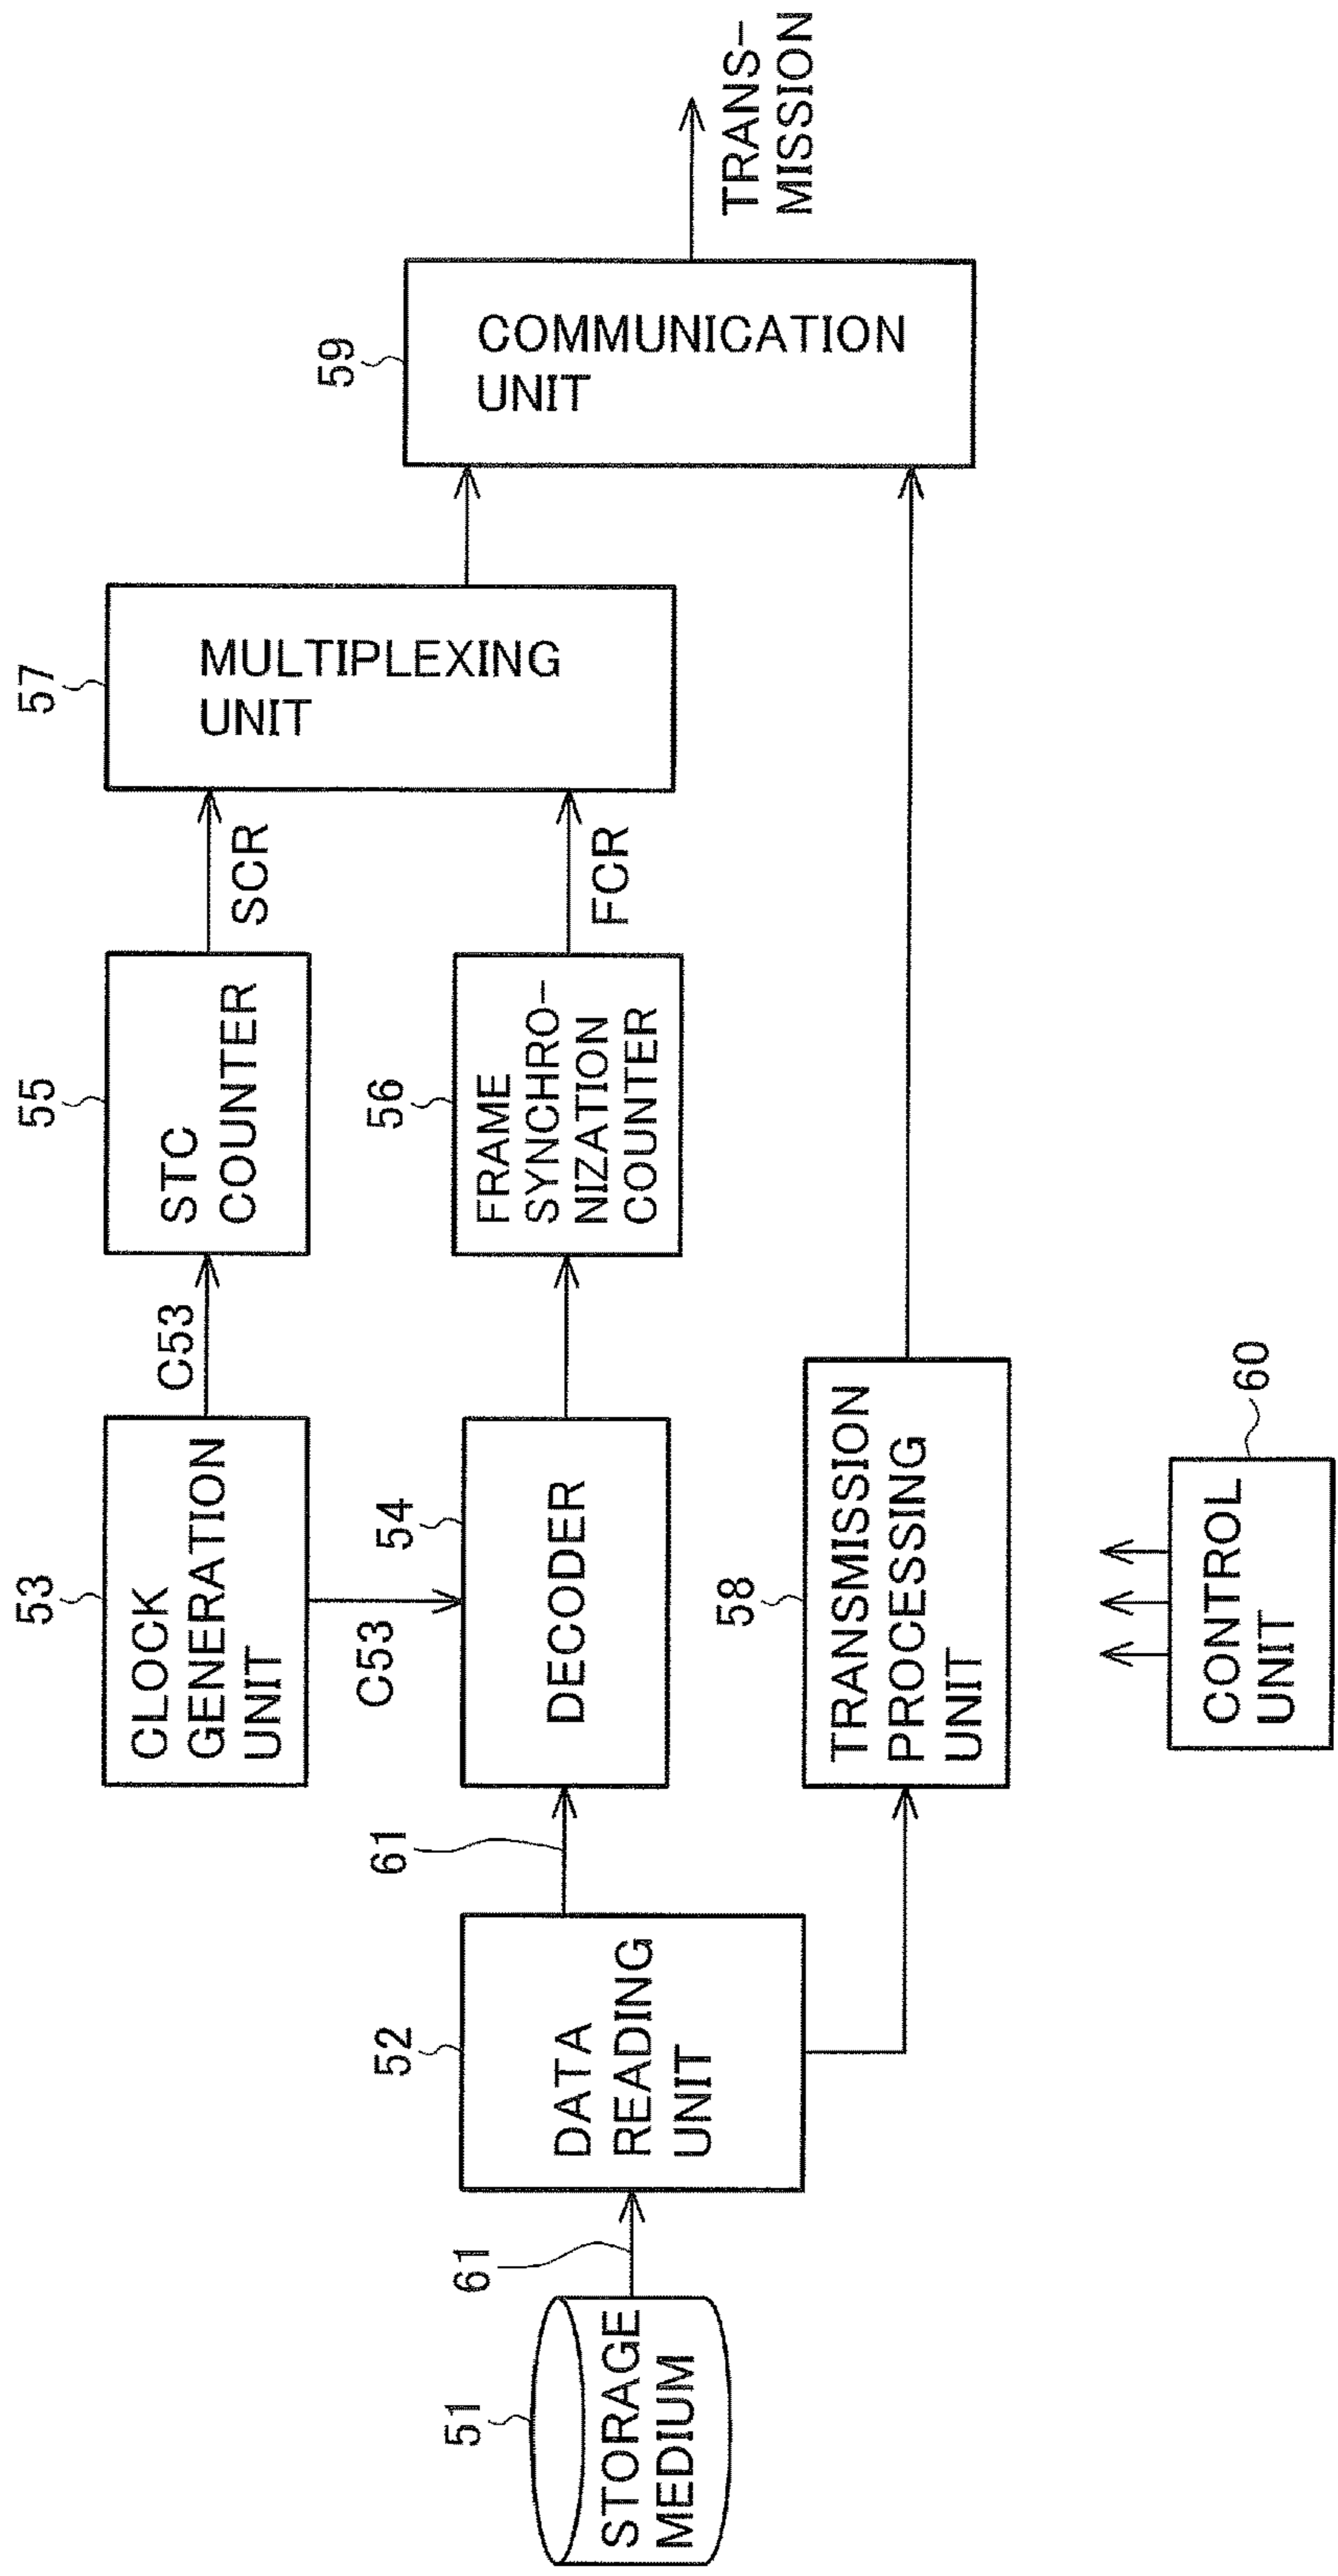 53
CLOCK
GENERATION
UNIT
C53
55
STC
COUNTER
SCR
57
MULTIPLEXING
UNIT
C53
51
STORAGE
MEDIUM
61
52
DATA
READING
UNIT
61
54
DECODER
56
FRAME
SYNCHRO-
NIZATION
COUNTER
FCR
59
COMMUNICATION
UNIT
TRANS-
MISSION
58
TRANSMISSION
PROCESSING
UNIT
60
CONTROL
UNIT